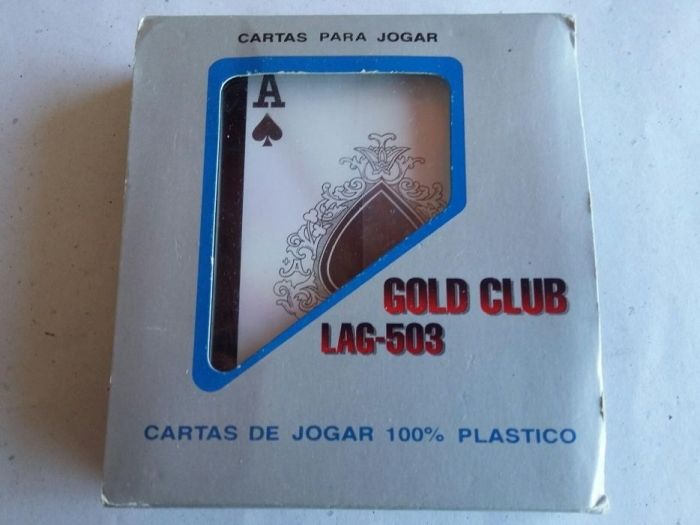 CARTAS PARA JOGAR
A
GOLD CLUB
LAG-503
CARTAS DE JOGAR 100% PLASTICO